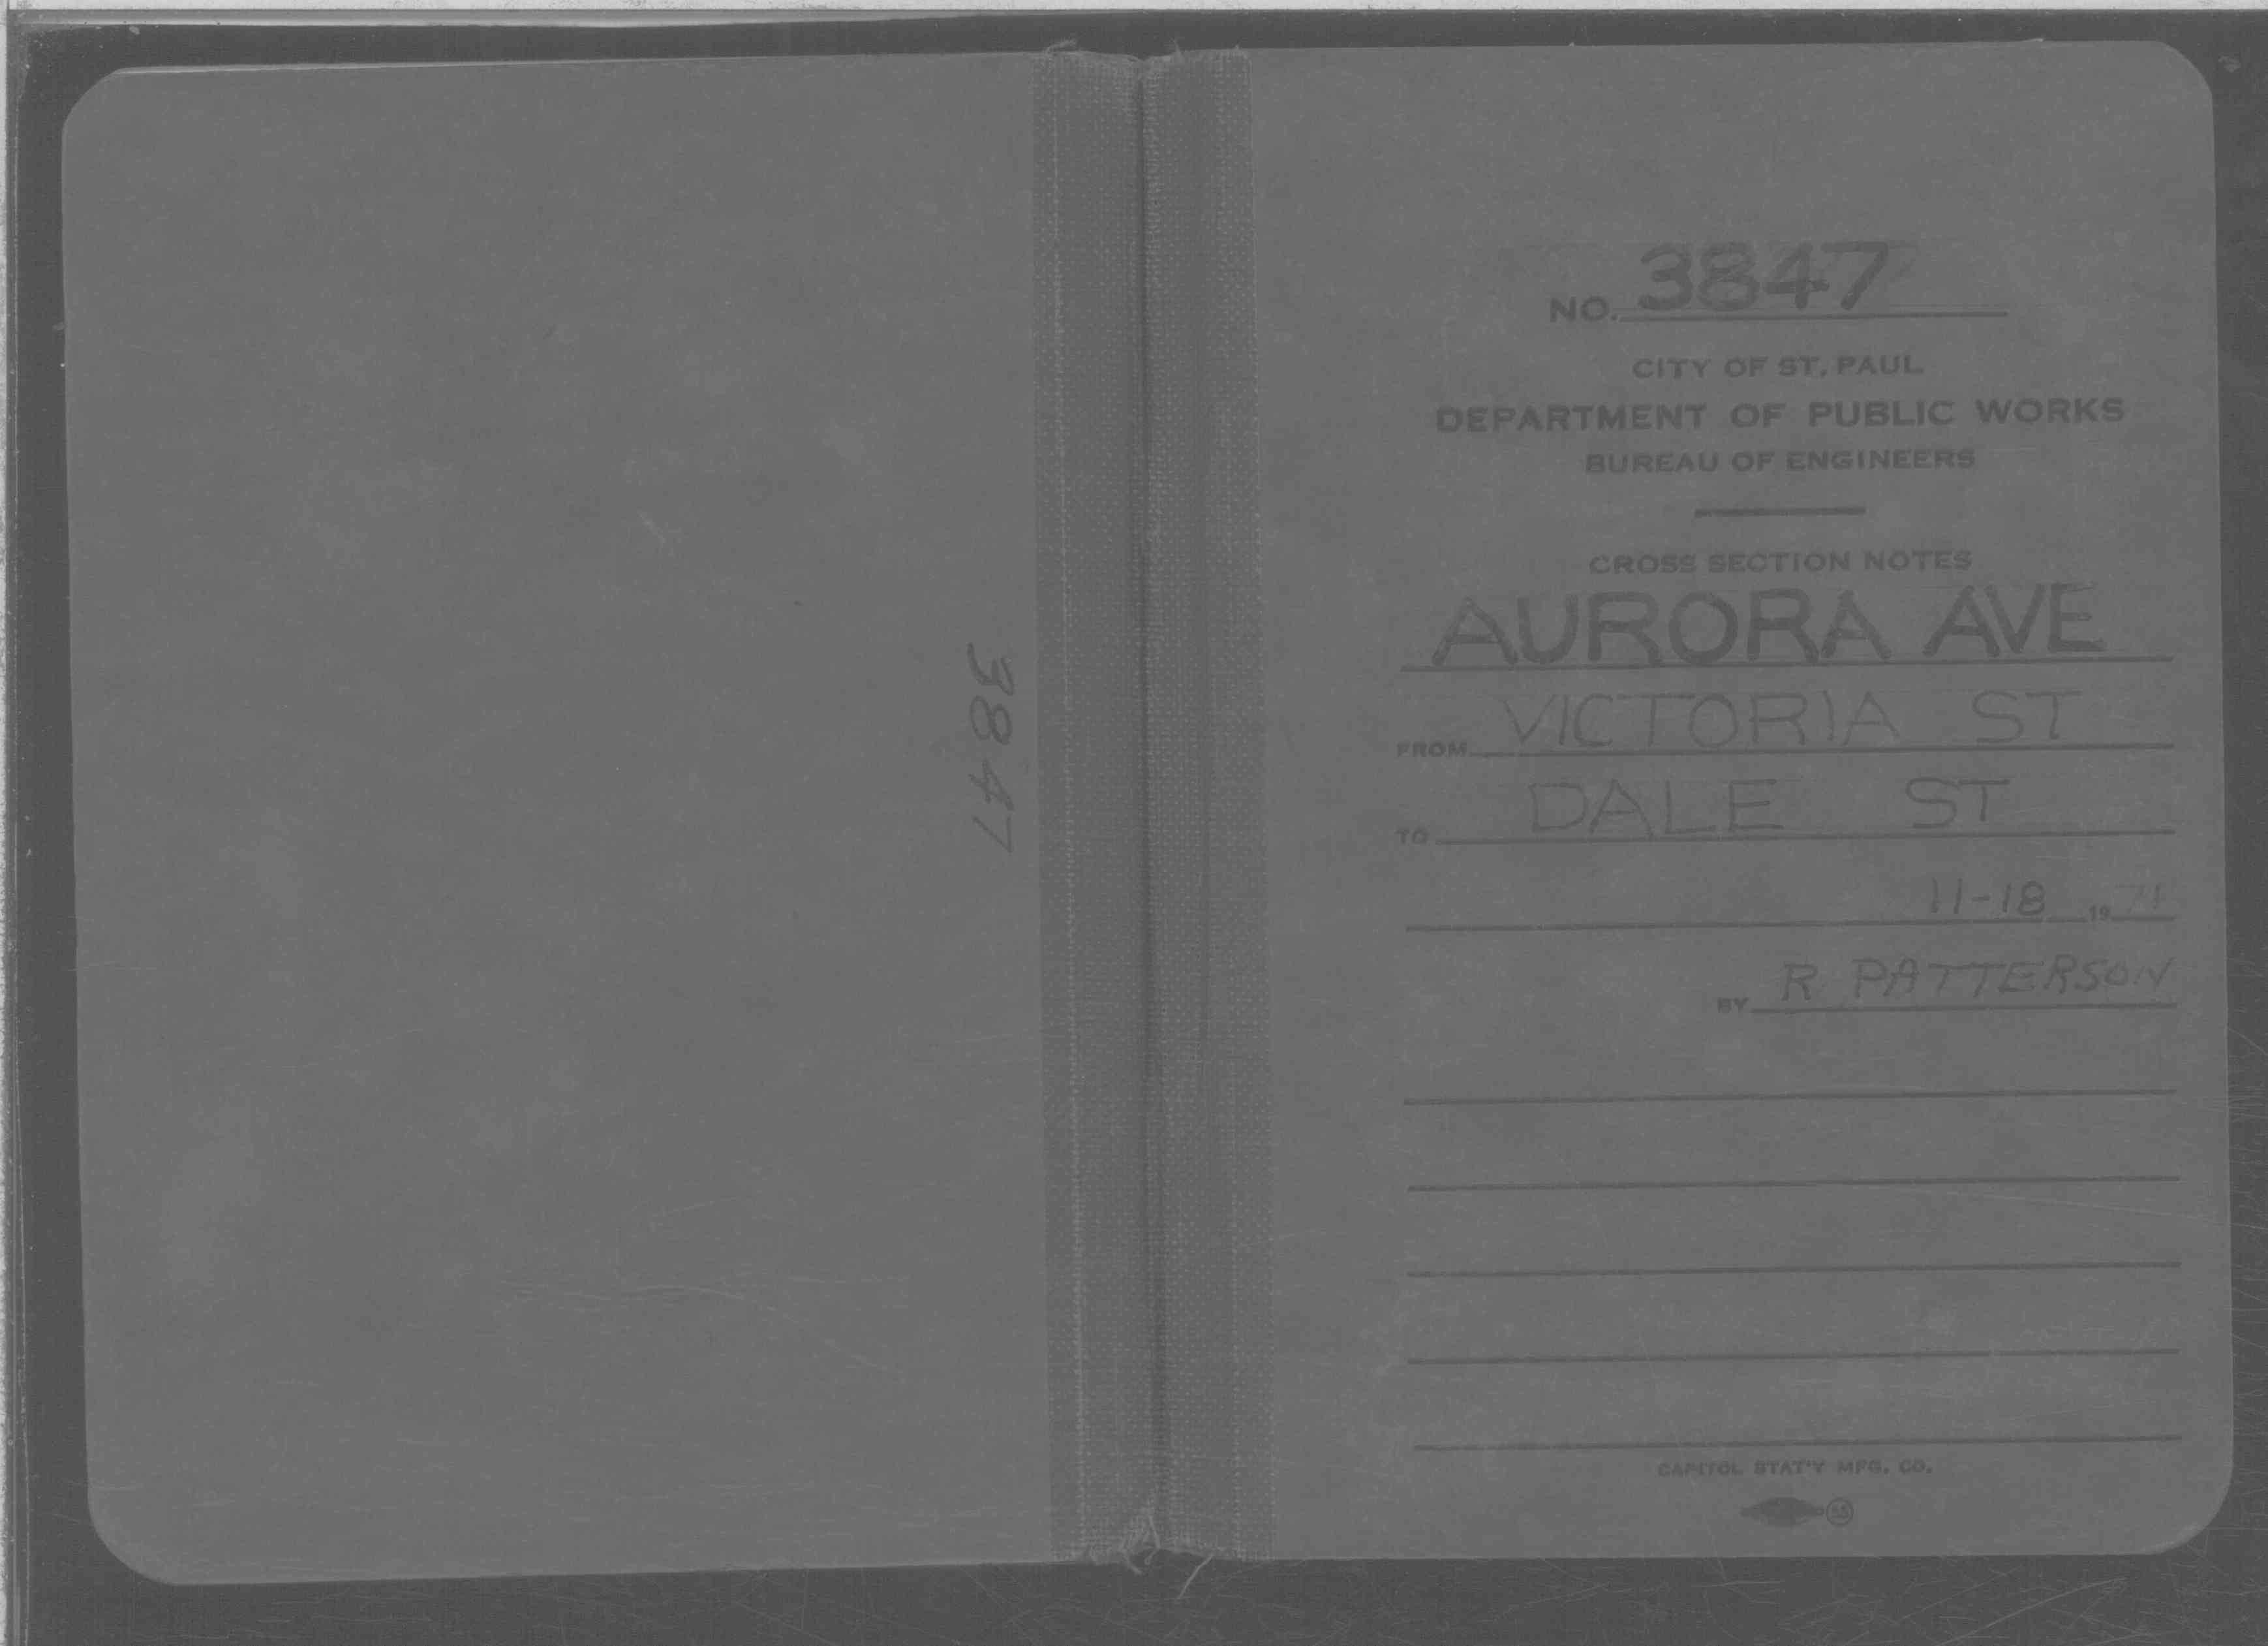 3847
NO. 3847
CITY OF ST. PAUL
DEPARTMENT OF PUBLIC WORKS
BUREAU OF ENGINEERS
CROSS SECTION NOTES
AURORA AVE
FROM VICTORIA ST
TO DALE ST
11-18 19
BY R PATTERSON
CAPITOL STAT'Y MFG. CO.